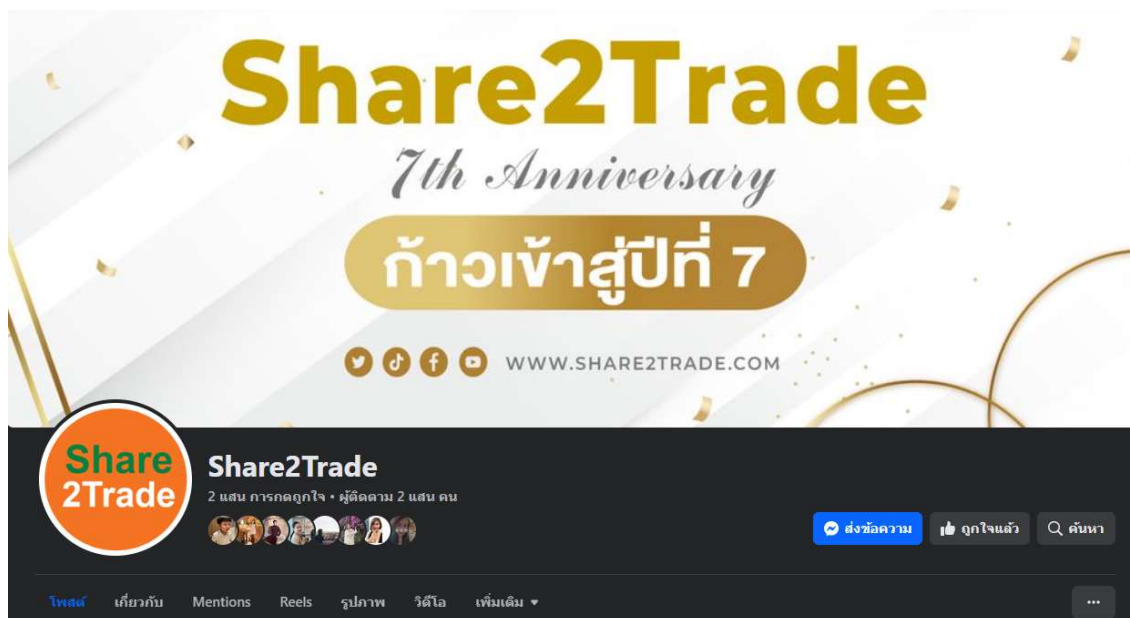 Share2Trade
7th Anniversary
ก้าวเข้าสู่ปีที่ 7
WWW.SHARE2TRADE.COM
Share
2Trade
Share2Trade
2 แสน การกดถูกใจ • ผู้ติดตาม 2 แสน คน
ส่งข้อความ
ถูกใจแล้ว
ค้นหา
โพสต์ เกี่ยวกับ Mentions Reels รูปภาพ วิดีโอ เพิ่มเติม